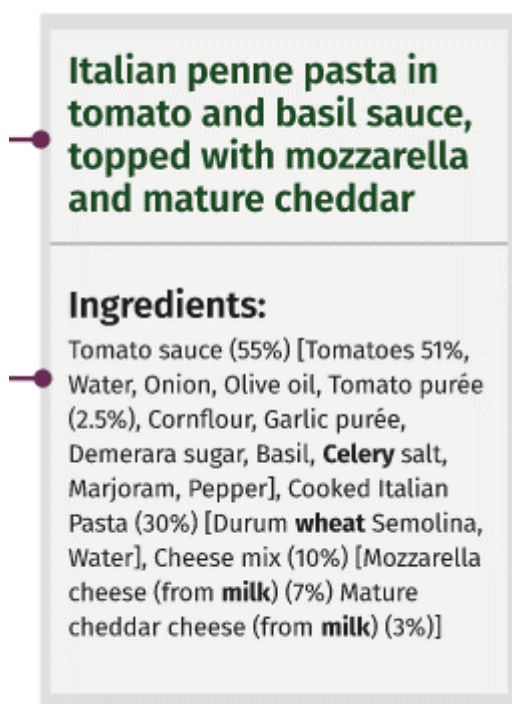 Italian penne pasta in
tomato and basil sauce,
topped with mozzarella
and mature cheddar
Ingredients:
Tomato sauce (55%) [Tomatoes 51%,
Water, Onion, Olive oil, Tomato purée
(2.5%), Cornflour, Garlic purée,
Demerara sugar, Basil, Celery salt,
Marjoram, Pepper], Cooked Italian
Pasta (30%) [Durum wheat Semolina,
Water], Cheese mix (10%) [Mozzarella
cheese (from milk) (7%) Mature
cheddar cheese (from milk) (3%)]